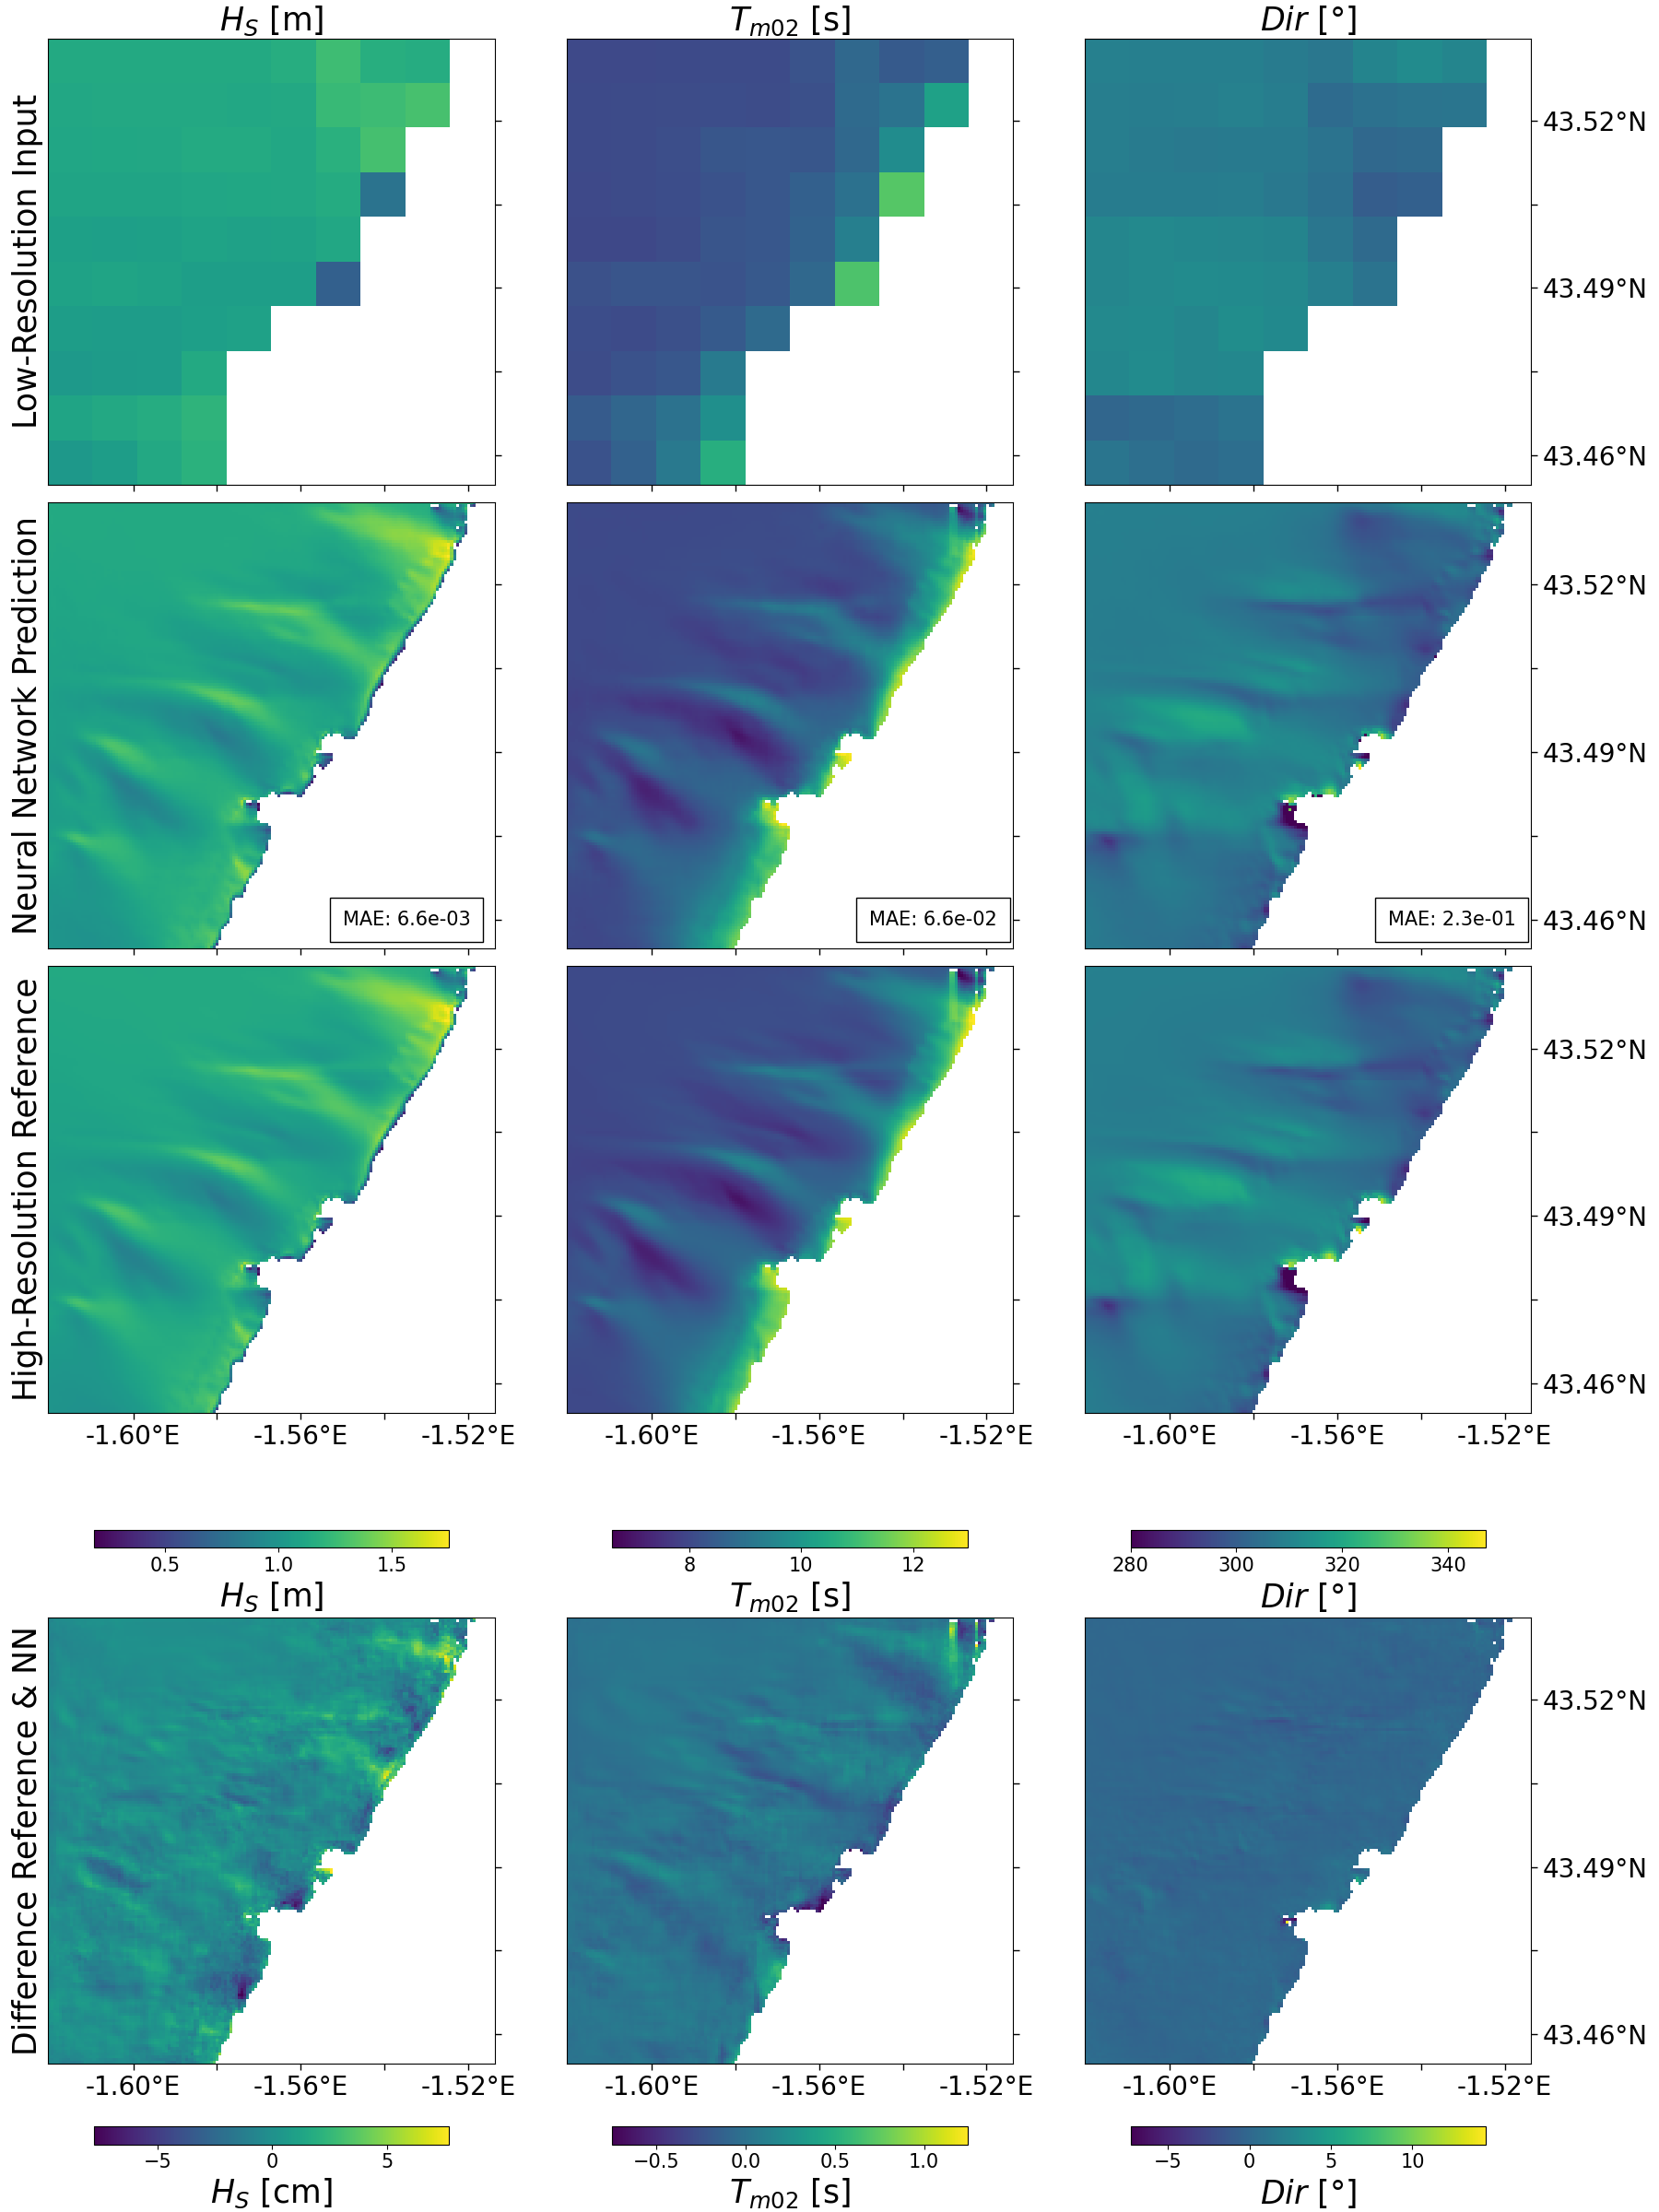 H_S [m] T_m02 [s] Dir [°]
Low-Resolution Input
43.52°N
43.49°N
43.46°N
Neural Network Prediction
43.52°N
43.49°N
43.46°N
MAE: 6.6e-03 MAE: 6.6e-02 MAE: 2.3e-01
High-Resolution Reference
43.52°N
43.49°N
43.46°N
-1.60°E -1.56°E -1.52°E -1.60°E -1.56°E -1.52°E -1.60°E -1.56°E -1.52°E
0.5 1.0 1.5 8 10 12 280 300 320 340
H_S [m] T_m02 [s] Dir [°]
Difference Reference & NN
43.52°N
43.49°N
43.46°N
-1.60°E -1.56°E -1.52°E -1.60°E -1.56°E -1.52°E -1.60°E -1.56°E -1.52°E
−5 0 5 −0.5 0.0 0.5 1.0 −5 0 5 10
H_S [cm] T_m02 [s] Dir [°]